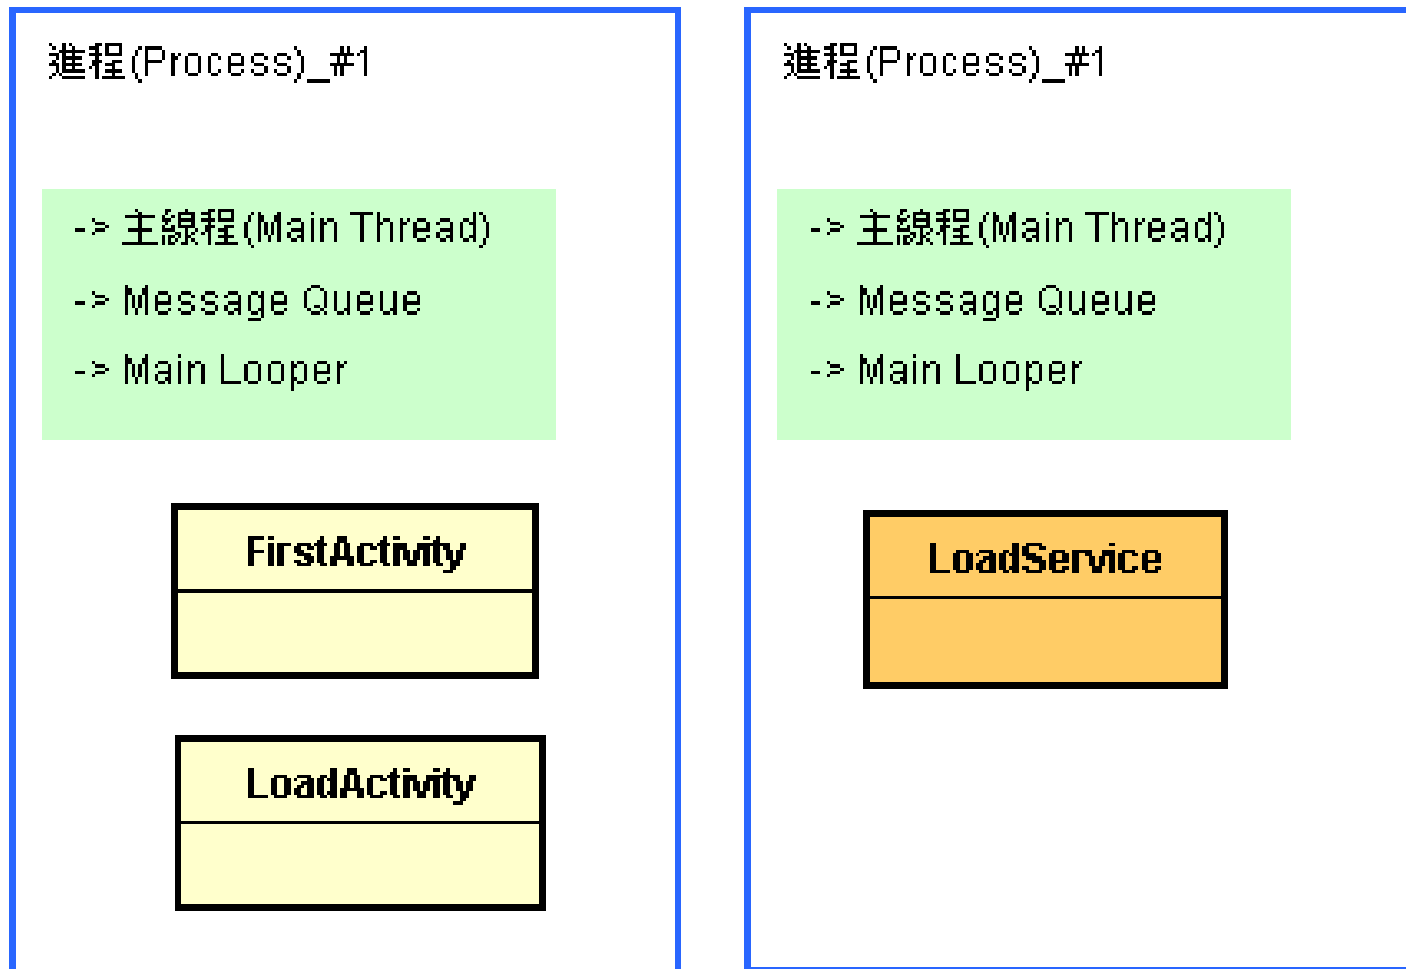 進程(Process)_#1
-> 主線程(Main Thread)
-> Message Queue
-> Main Looper
FirstActivity
LoadActivity
進程(Process)_#1
-> 主線程(Main Thread)
-> Message Queue
-> Main Looper
LoadService